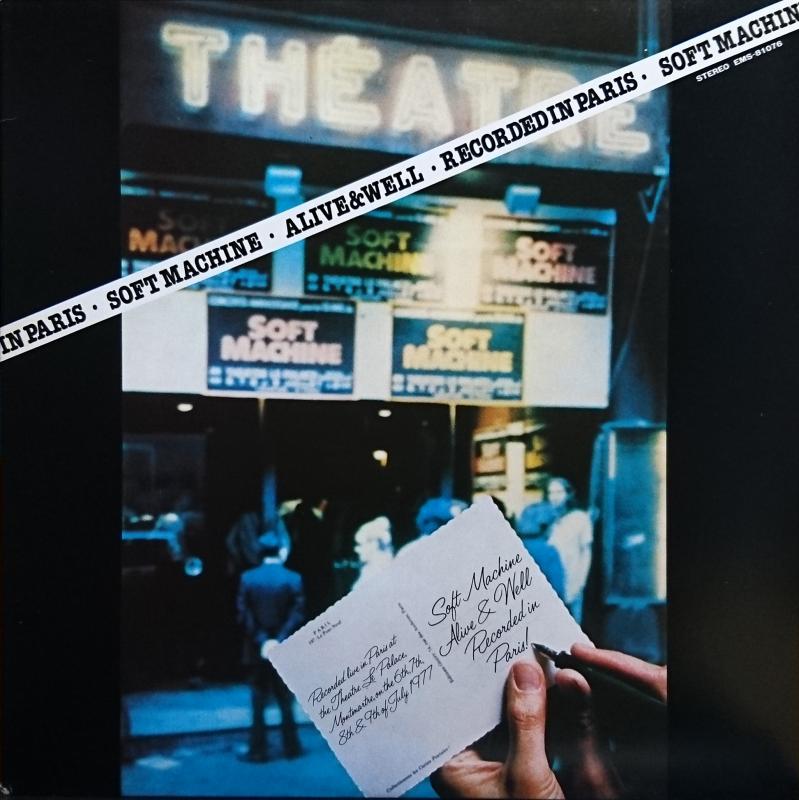 THÉATRE
IN PARIS · SOFT MACHINE · ALIVE & WELL · RECORDED IN PARIS · SOFT MACHIN
STEREO EMS-81076
SOFT
MACHINE
SOFT
MACHINE
SOFT
MACHINE
SOFT
MACHINE
SOFT
MACHINE
Soft Machine
Alive & Well
Recorded in
Paris!
PARIS
Recorded live in Paris at
the Theatre Le Palace,
Montmartre on the 6th, 7th,
8th & 9th of July 1977